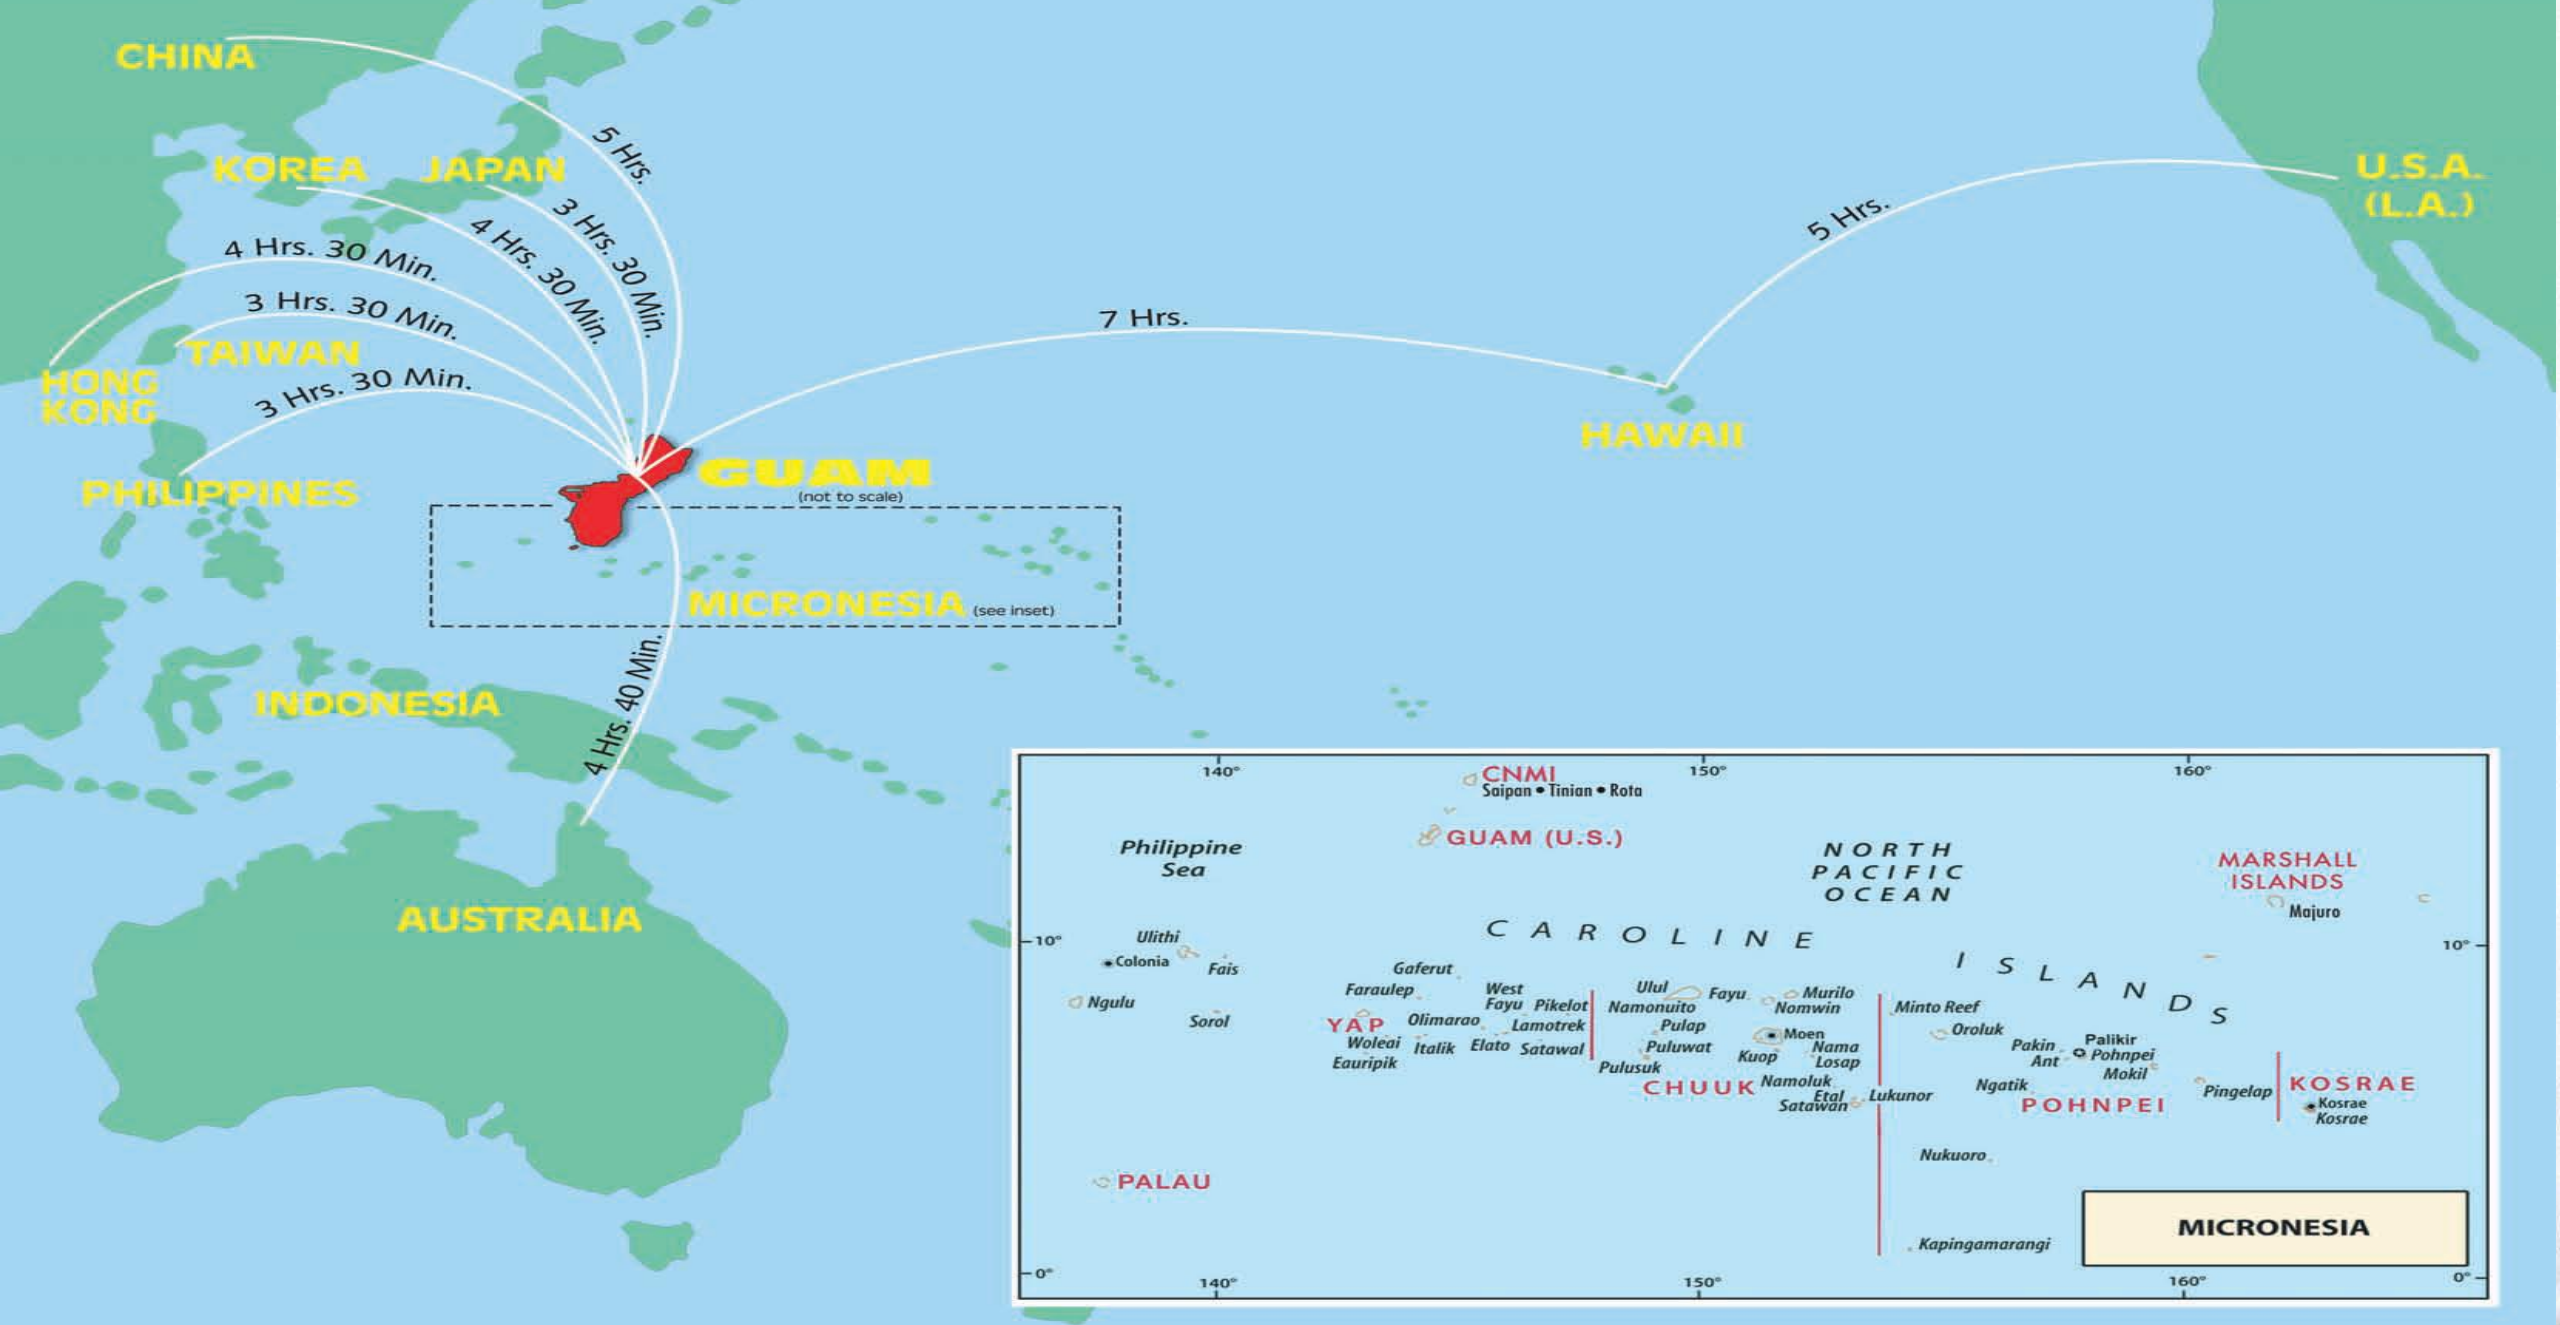 CHINA
5 Hrs.
KOREA
JAPAN
3 Hrs. 30 Min.
4 Hrs. 30 Min.
4 Hrs. 30 Min.
3 Hrs. 30 Min.
TAIWAN
HONG
KONG
3 Hrs. 30 Min.
PHILIPPINES
GUAM
(not to scale)
7 Hrs.
HAWAII
5 Hrs.
U.S.A.
(L.A.)
MICRONESIA (see inset)
4 Hrs. 40 Min.
INDONESIA
AUSTRALIA
140°
150°
160°
CNMI
Saipan • Tinian • Rota
GUAM (U.S.)
Philippine
Sea
NORTH
PACIFIC
OCEAN
MARSHALL
ISLANDS
Majuro
10°
10°
CAROLINE
ISLANDS
Ulithi
Colonia
Fais
Ngulu
Sorol
Gaferut
Faraulep
West
Fayu
Pikelot
YAP
Olimarao
Lamotrek
Woleai
Italik
Elato
Satawal
Eauripik
Ulul
Fayu
Murilo
Namonuito
Nomwin
Pulap
Moen
Puluwat
Kuop
Nama
Losap
Pulusuk
CHUUK
Namoluk
Etal
Satawan
Lukunor
Minto Reef
Oroluk
Pakin
Palikir
Ant
Pohnpei
Mokil
Ngatik
POHNPEI
Pingelap
KOSRAE
Kosrae
Kosrae
Nukuoro
PALAU
Kapingamarangi
MICRONESIA
0°
0°
140°
150°
160°